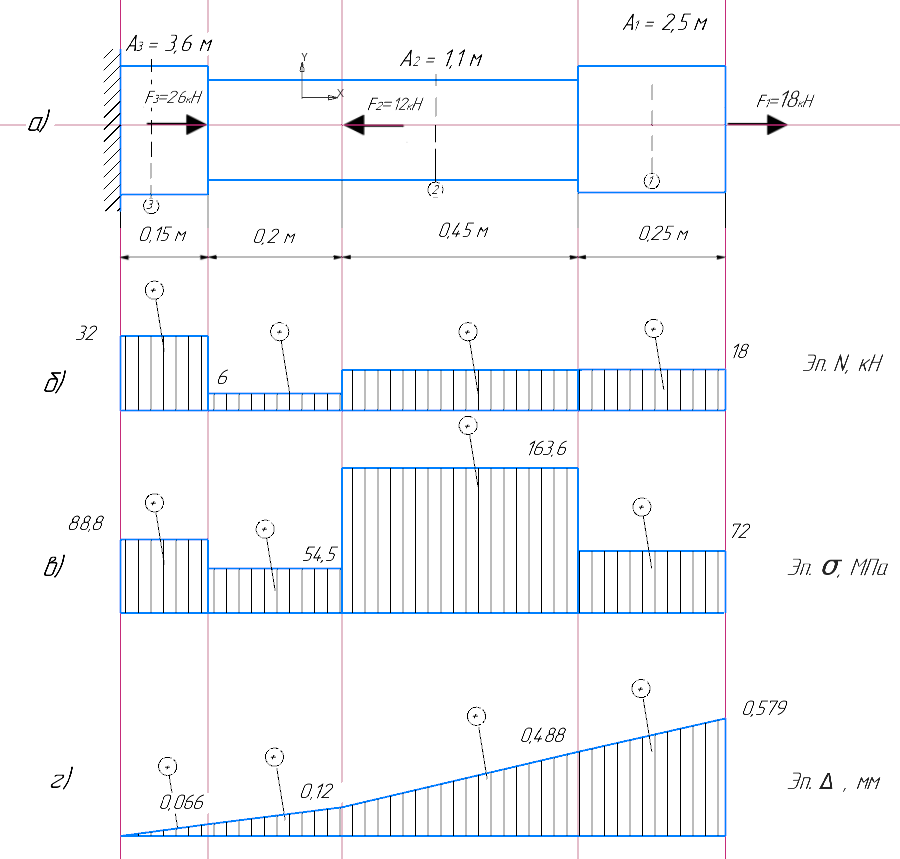 A₁ = 2,5 м
A₃ = 3,6 м
A₂ = 1,1 м
Y
X
F₃=26кН
F₂=12кН
F₁=18кН
а)
3
2
1
0,15 м
0,2 м
0,45 м
0,25 м
+
+
+
+
32
6
18
Эп. N, кН
б)
+
163,6
+
+
+
88,8
54,5
72
в)
Эп. σ, МПа
+
+
0,579
0,488
+
+
0,066
0,12
г)
Эп. Δ , мм